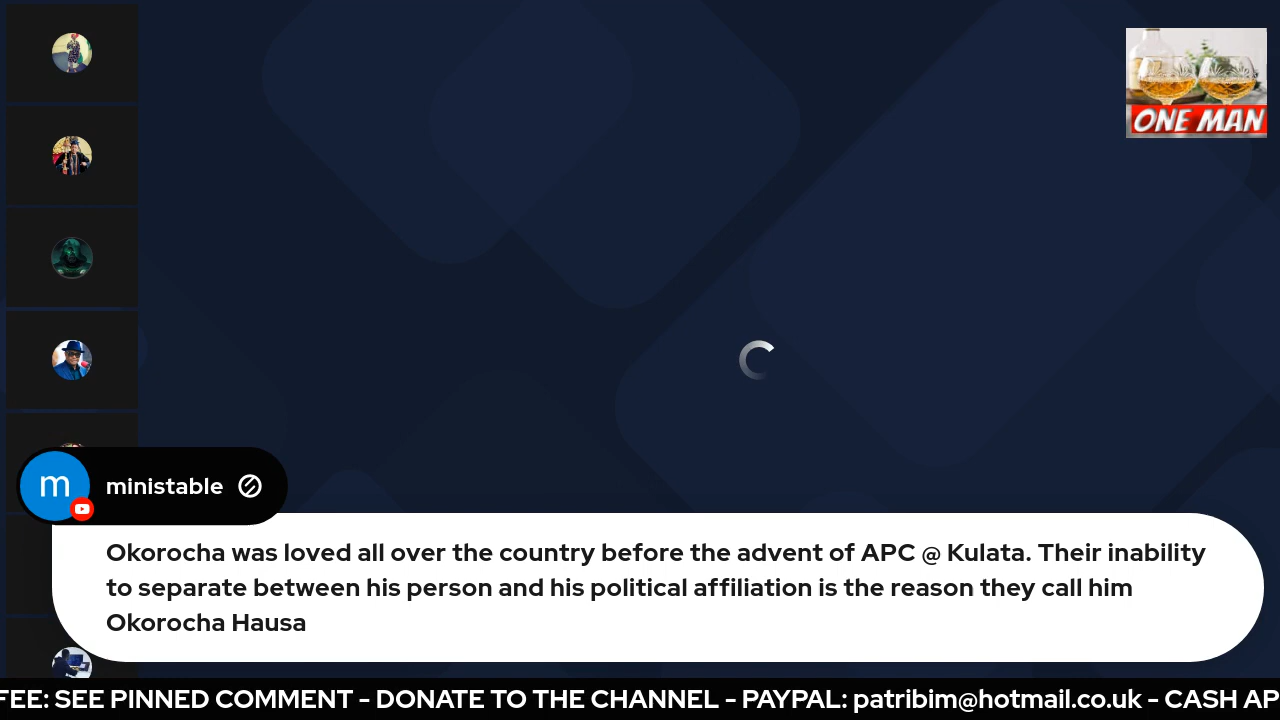 ONE MAN
m
ministable
Okorocha was loved all over the country before the advent of APC @ Kulata. Their inability
to separate between his person and his political affiliation is the reason they call him
Okorocha Hausa
FEE: SEE PINNED COMMENT - DONATE TO THE CHANNEL - PAYPAL: patribim@hotmail.co.uk - CASH AP